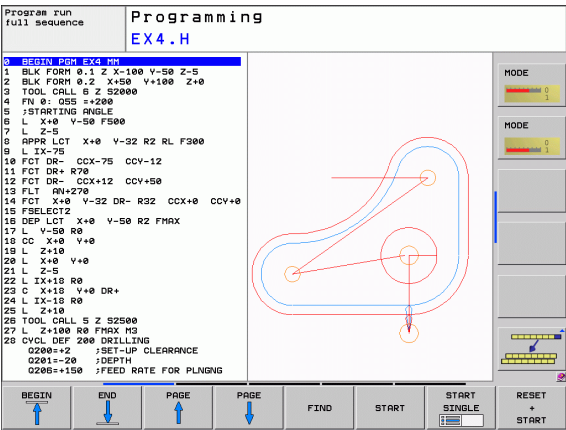 Program run
full sequence
Programming
EX4.H
0 BEGIN PGM EX4 MM
1 BLK FORM 0.1 Z X-100 Y-50 Z-5
2 BLK FORM 0.2 X+50 Y+100 Z+0
3 TOOL CALL 6 Z S2000
4 FN 0: Q55 =+200
5 ;STARTING ANGLE
6 L X+0 Y-50 F500
7 L Z-5
8 APPR LCT X+0 Y-32 R2 RL F300
9 L IX-75
10 FCT DR- CCX-75 CCY-12
11 FCT DR+ R70
12 FCT DR- CCX+12 CCY+50
13 FLT AN+270
14 FCT X+0 Y-32 DR- R32 CCX+0 CCY+0
15 FSELECT2
16 DEP LCT X+0 Y-50 R2 FMAX
17 L Y-50 R0
18 CC X+0 Y+0
19 L Z+10
20 L X+0 Y+0
21 L Z-5
22 L IX+18 R0
23 C X+18 Y+0 DR+
24 L IX-18 R0
25 L Z+10
26 TOOL CALL 5 Z S2500
27 L Z+100 R0 FMAX M3
28 CYCL DEF 200 DRILLING
Q200=+2 ;SET-UP CLEARANCE
Q201=-20 ;DEPTH
Q206=+150 ;FEED RATE FOR PLNGNG
MODE
0
1
MODE
0
1
BEGIN
END
PAGE
PAGE
FIND
START
START
SINGLE
RESET
+
START